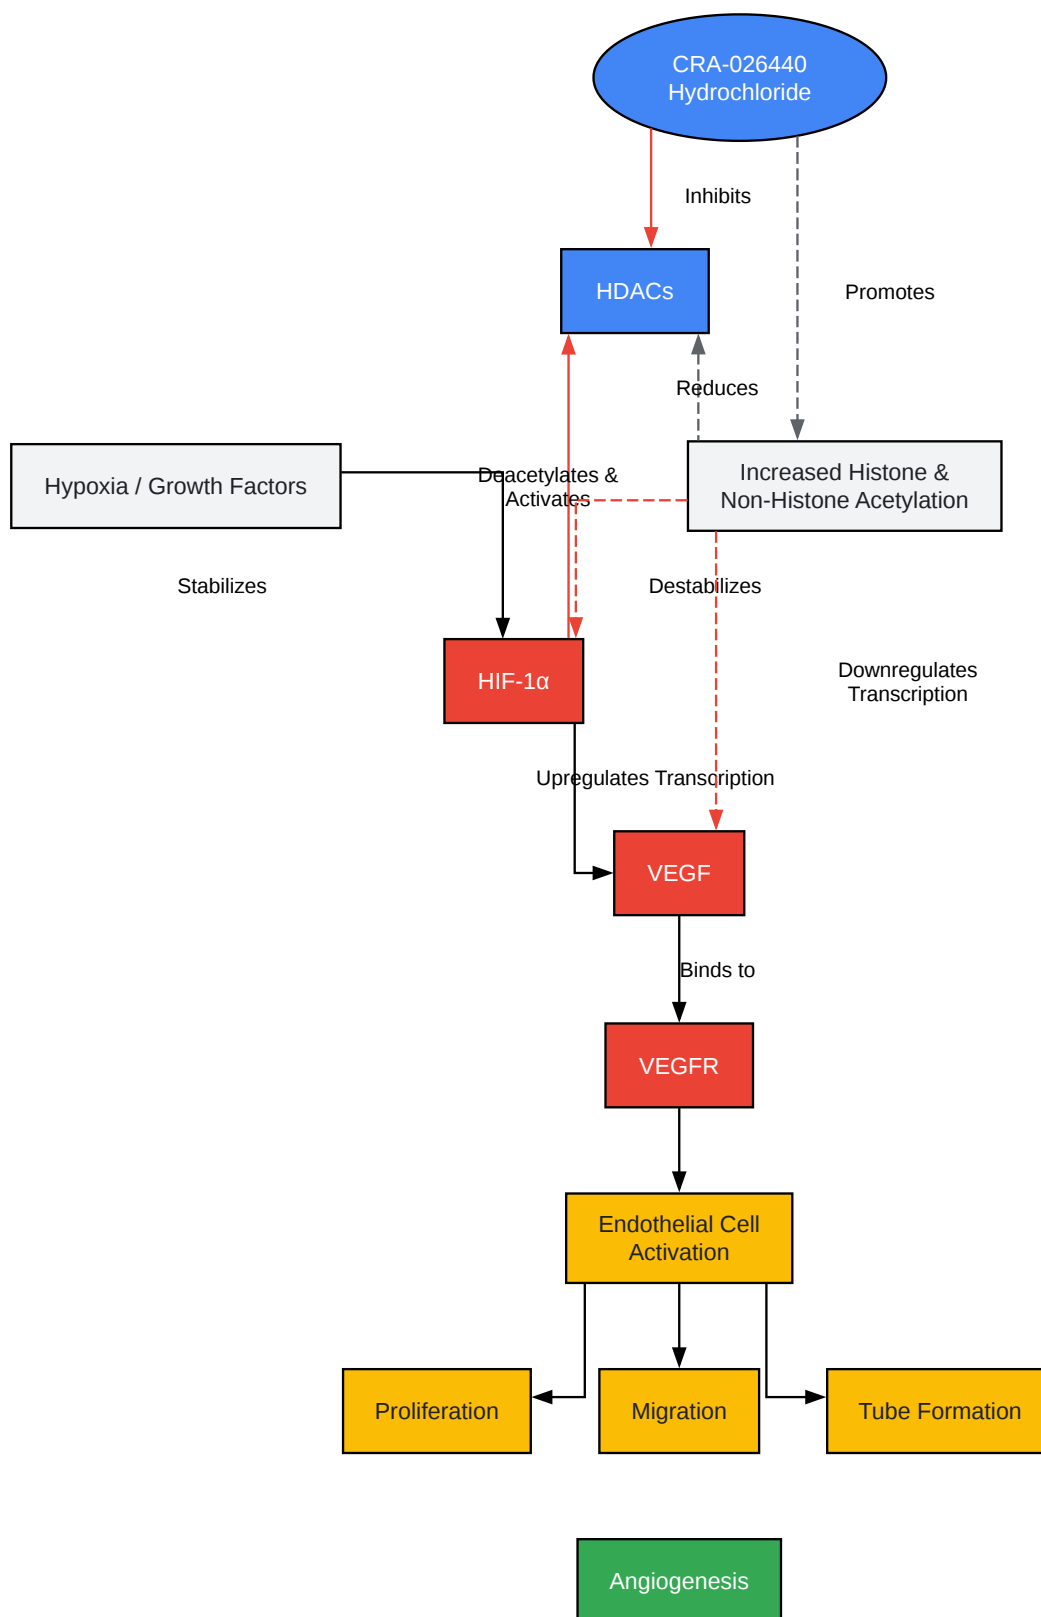 CRA-026440
Hydrochloride
Inhibits
HDACs
Promotes
Reduces
Hypoxia / Growth Factors
Deacetylates &
Activates
Increased Histone &
Non-Histone Acetylation
Stabilizes
Destabilizes
HIF-1α
Downregulates
Transcription
Upregulates Transcription
VEGF
Binds to
VEGFR
Endothelial Cell
Activation
Proliferation
Migration
Tube Formation
Angiogenesis